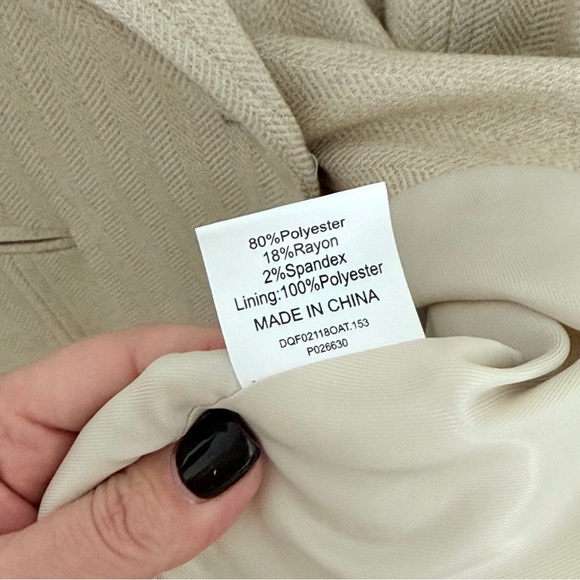 80%Polyester
18%Rayon
2%Spandex
Lining:100%Polyester
MADE IN CHINA
DQF02118OAT.153
P026630